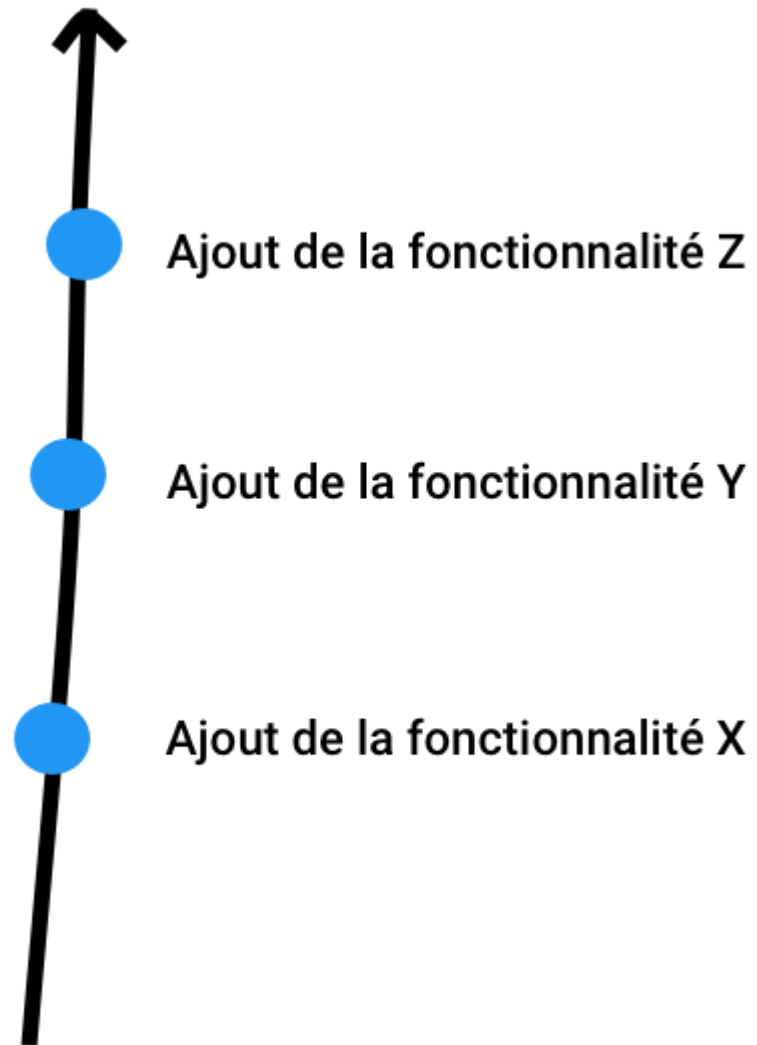 Ajout de la fonctionnalité Z
Ajout de la fonctionnalité Y
Ajout de la fonctionnalité X